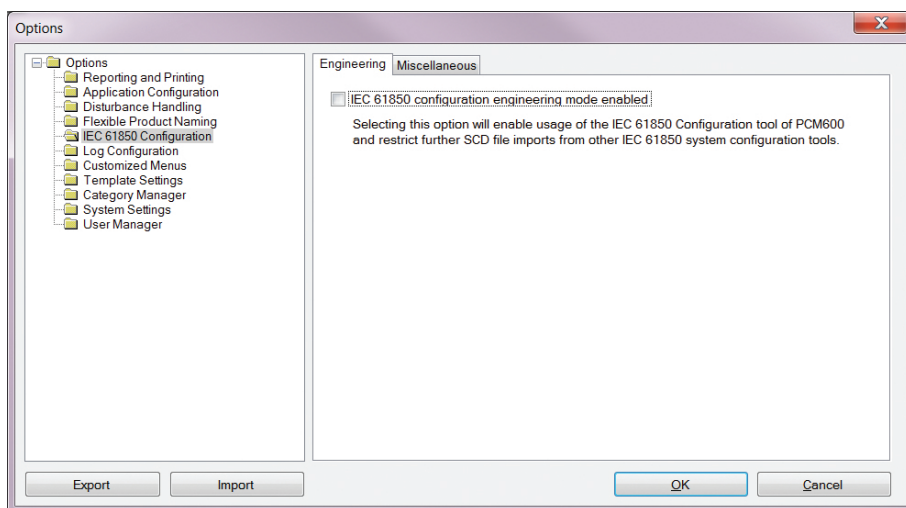 Options
Options
Reporting and Printing
Application Configuration
Disturbance Handling
Flexible Product Naming
IEC 61850 Configuration
Log Configuration
Customized Menus
Template Settings
Category Manager
System Settings
User Manager
Engineering
Miscellaneous
IEC 61850 configuration engineering mode enabled
Selecting this option will enable usage of the IEC 61850 Configuration tool of PCM600
and restrict further SCD file imports from other IEC 61850 system configuration tools.
Export
Import
OK
Cancel